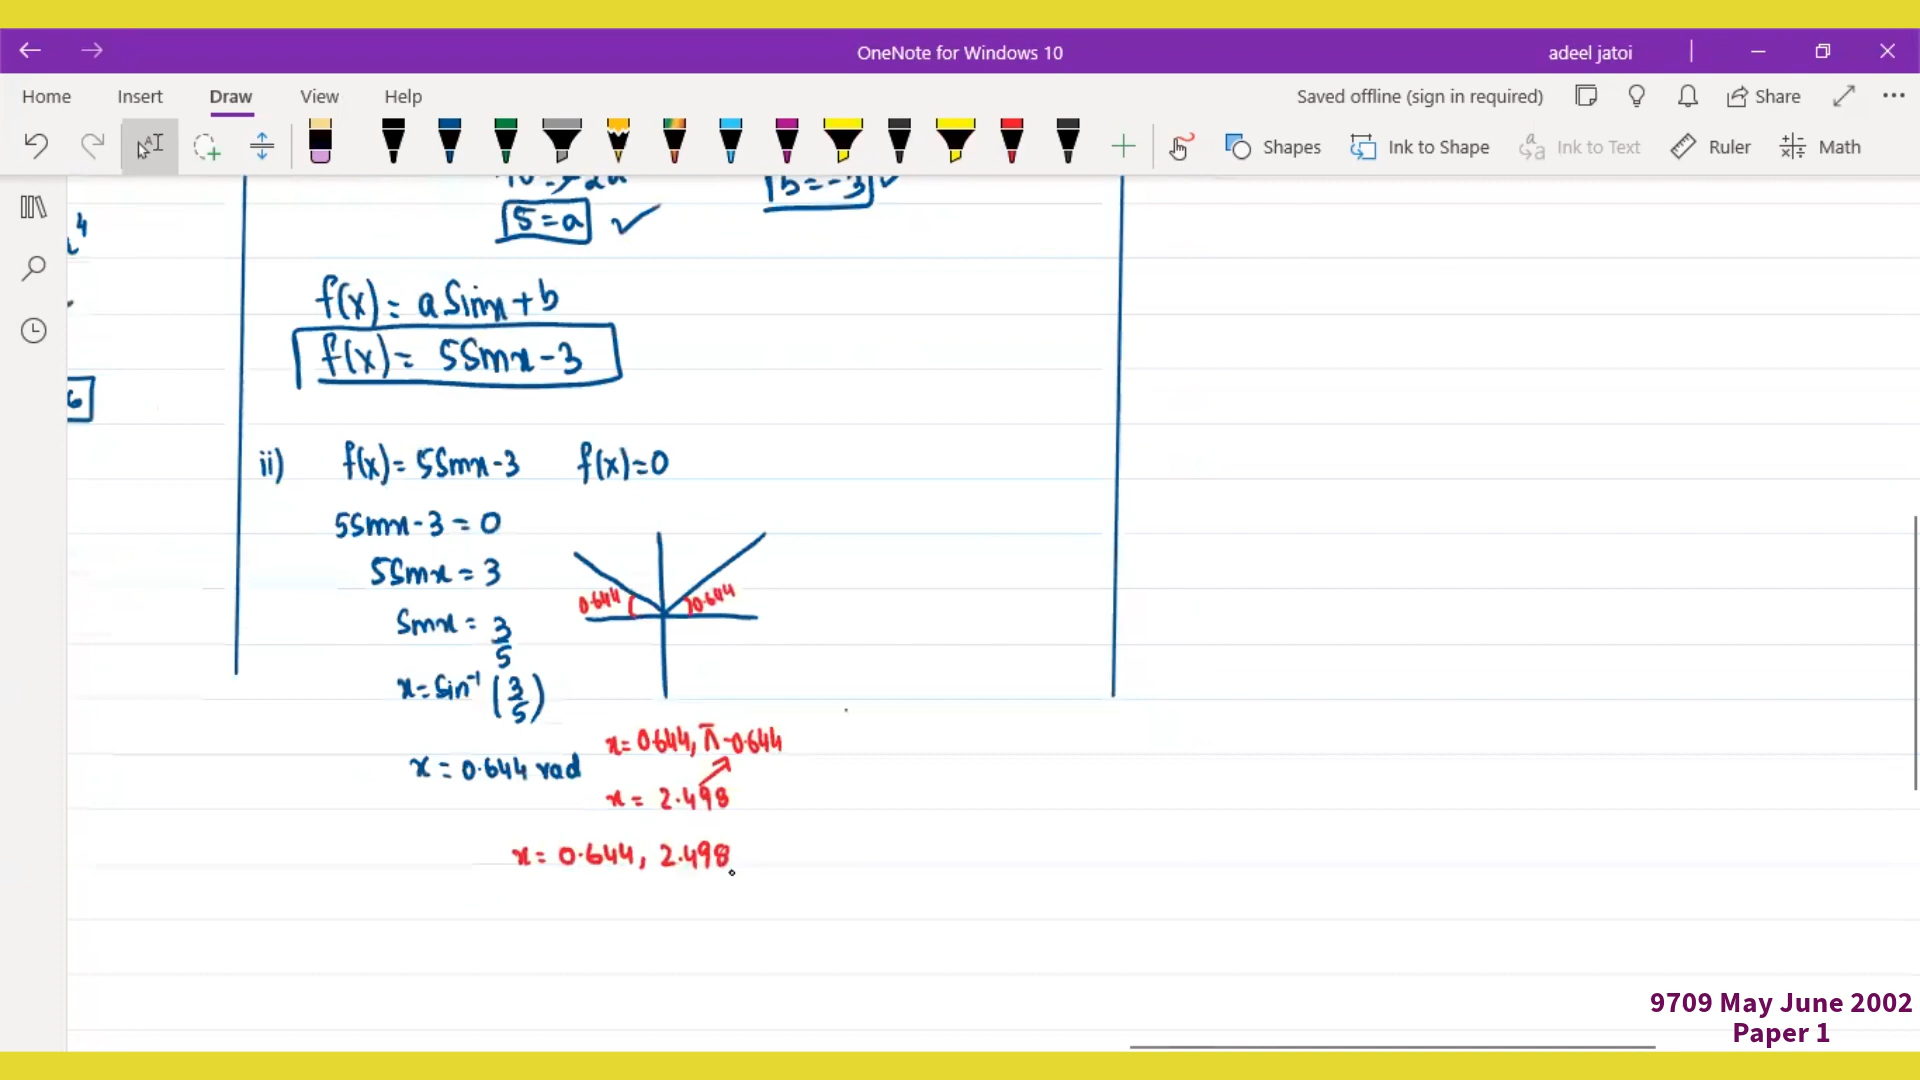 OneNote for Windows 10
adeel jatoi
Home Insert Draw View Help
Saved offline (sign in required) Share
Shapes Ink to Shape Ink to Text Ruler Math
b=-3
5=a
4
6
f(x)= a Sinx+b
f(x)= 5Sinx-3
ii) f(x)= 5Sinx-3 f(x)=0
5Sinx-3=0
5Sinx=3
0.644 0.644
Sinx= 3/5
x=Sin⁻¹(3/5)
x=0.644, π-0.644
x=0.644 rad
x= 2.498
x= 0.644, 2.498
9709 May June 2002
Paper 1